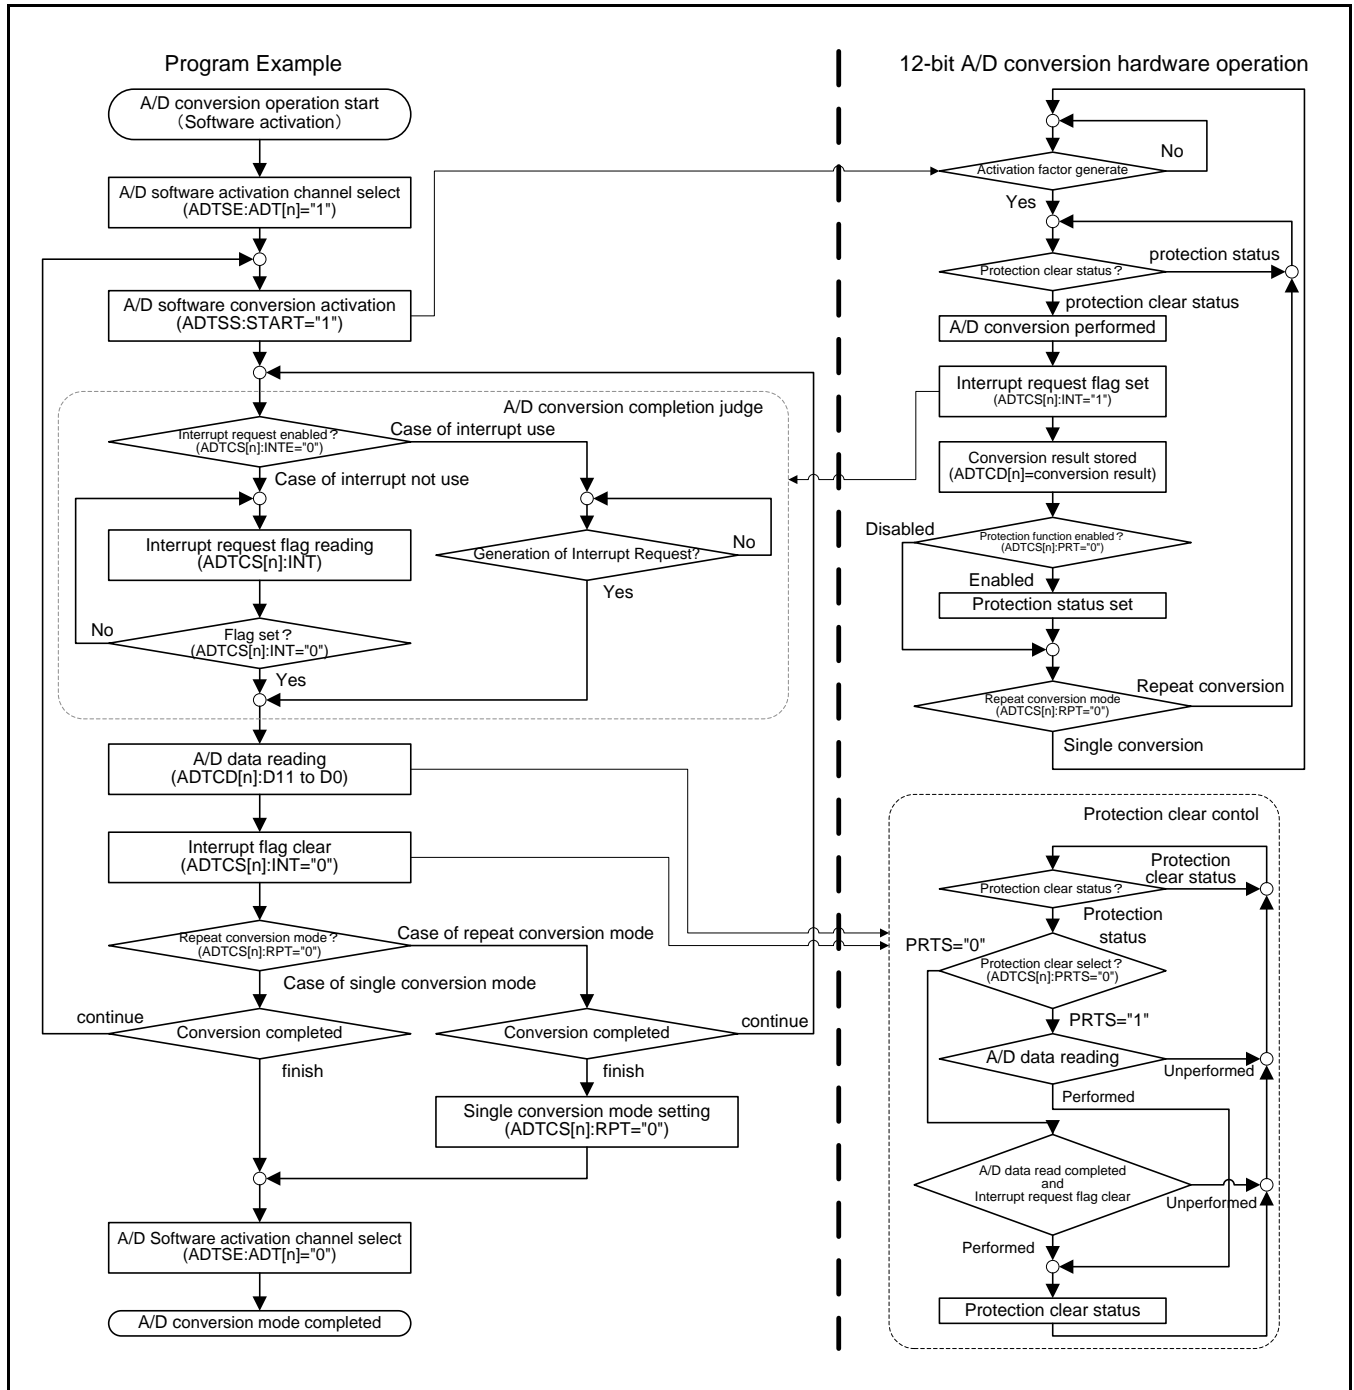 Program Example
A/D conversion operation start
（Software activation）
A/D software activation channel select
(ADTSE:ADT[n]="1")
A/D software conversion activation
(ADTSS:START="1")
A/D conversion completion judge
Interrupt request enabled？
(ADTCS[n]:INTE="0")
Case of interrupt use
Case of interrupt not use
Interrupt request flag reading
(ADTCS[n]:INT)
Generation of Interrupt Request?
No
Yes
No
Flag set？
(ADTCS[n]:INT="0")
Yes
A/D data reading
(ADTCD[n]:D11 to D0)
Interrupt flag clear
(ADTCS[n]:INT="0")
Repeat conversion mode？
(ADTCS[n]:RPT="0")
Case of repeat conversion mode
Case of single conversion mode
continue
Conversion completed
Conversion completed
continue
finish
finish
Single conversion mode setting
(ADTCS[n]:RPT="0")
A/D Software activation channel select
(ADTSE:ADT[n]="0")
A/D conversion mode completed
12-bit A/D conversion hardware operation
No
Activation factor generate
Yes
protection status
Protection clear status？
protection clear status
A/D conversion performed
Interrupt request flag set
(ADTCS[n]:INT="1")
Conversion result stored
(ADTCD[n]=conversion result)
Disabled
Protection function enabled？
(ADTCS[n]:PRT="0")
Enabled
Protection status set
Repeat conversion mode
(ADTCS[n]:RPT="0")
Repeat conversion
Single conversion
Protection clear contol
Protection
clear status
Protection clear status？
Protection
status
PRTS="0"
Protection clear select？
(ADTCS[n]:PRTS="0")
PRTS="1"
A/D data reading
Unperformed
Performed
A/D data read completed
and
Interrupt request flag clear
Unperformed
Performed
Protection clear status